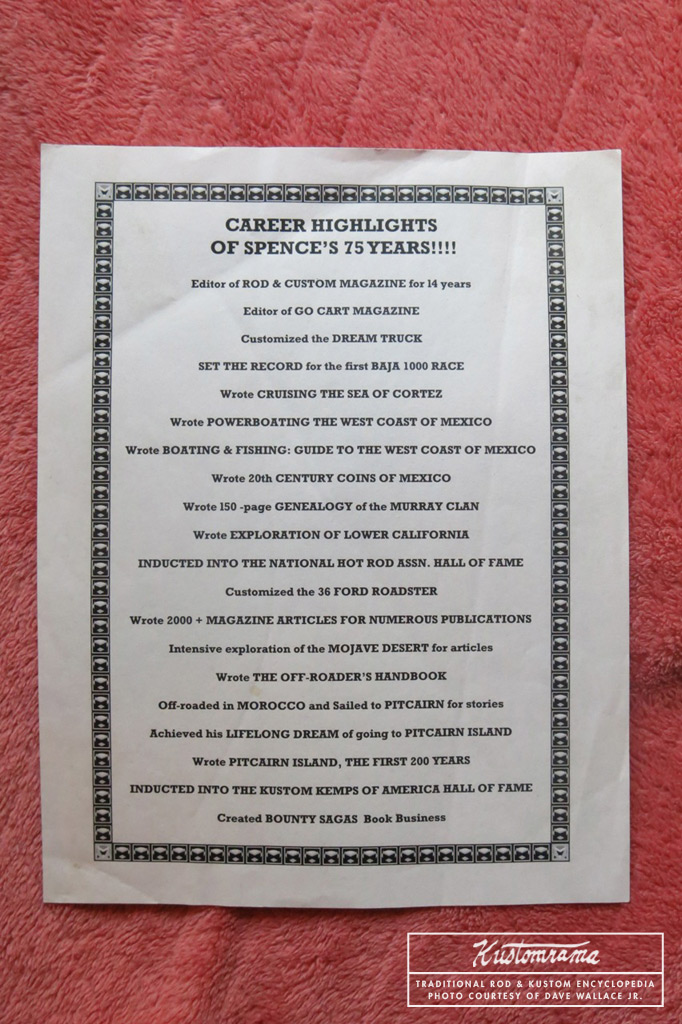 CAREER HIGHLIGHTS
OF SPENCE'S 75 YEARS!!!!
Editor of ROD & CUSTOM MAGAZINE for 14 years
Editor of GO CART MAGAZINE
Customized the DREAM TRUCK
SET THE RECORD for the first BAJA 1000 RACE
Wrote CRUISING THE SEA OF CORTEZ
Wrote POWERBOATING THE WEST COAST OF MEXICO
Wrote BOATING & FISHING: GUIDE TO THE WEST COAST OF MEXICO
Wrote 20th CENTURY COINS OF MEXICO
Wrote 150 -page GENEALOGY of the MURRAY CLAN
Wrote EXPLORATION OF LOWER CALIFORNIA
INDUCTED INTO THE NATIONAL HOT ROD ASSN. HALL OF FAME
Customized the 36 FORD ROADSTER
Wrote 2000 + MAGAZINE ARTICLES FOR NUMEROUS PUBLICATIONS
Intensive exploration of the MOJAVE DESERT for articles
Wrote THE OFF-ROADER'S HANDBOOK
Off-roaded in MOROCCO and Sailed to PITCAIRN for stories
Achieved his LIFELONG DREAM of going to PITCAIRN ISLAND
Wrote PITCAIRN ISLAND, THE FIRST 200 YEARS
INDUCTED INTO THE KUSTOM KEMPS OF AMERICA HALL OF FAME
Created BOUNTY SAGAS Book Business
Kustomrama
TRADITIONAL ROD & KUSTOM ENCYCLOPEDIA
PHOTO COURTESY OF DAVE WALLACE JR.